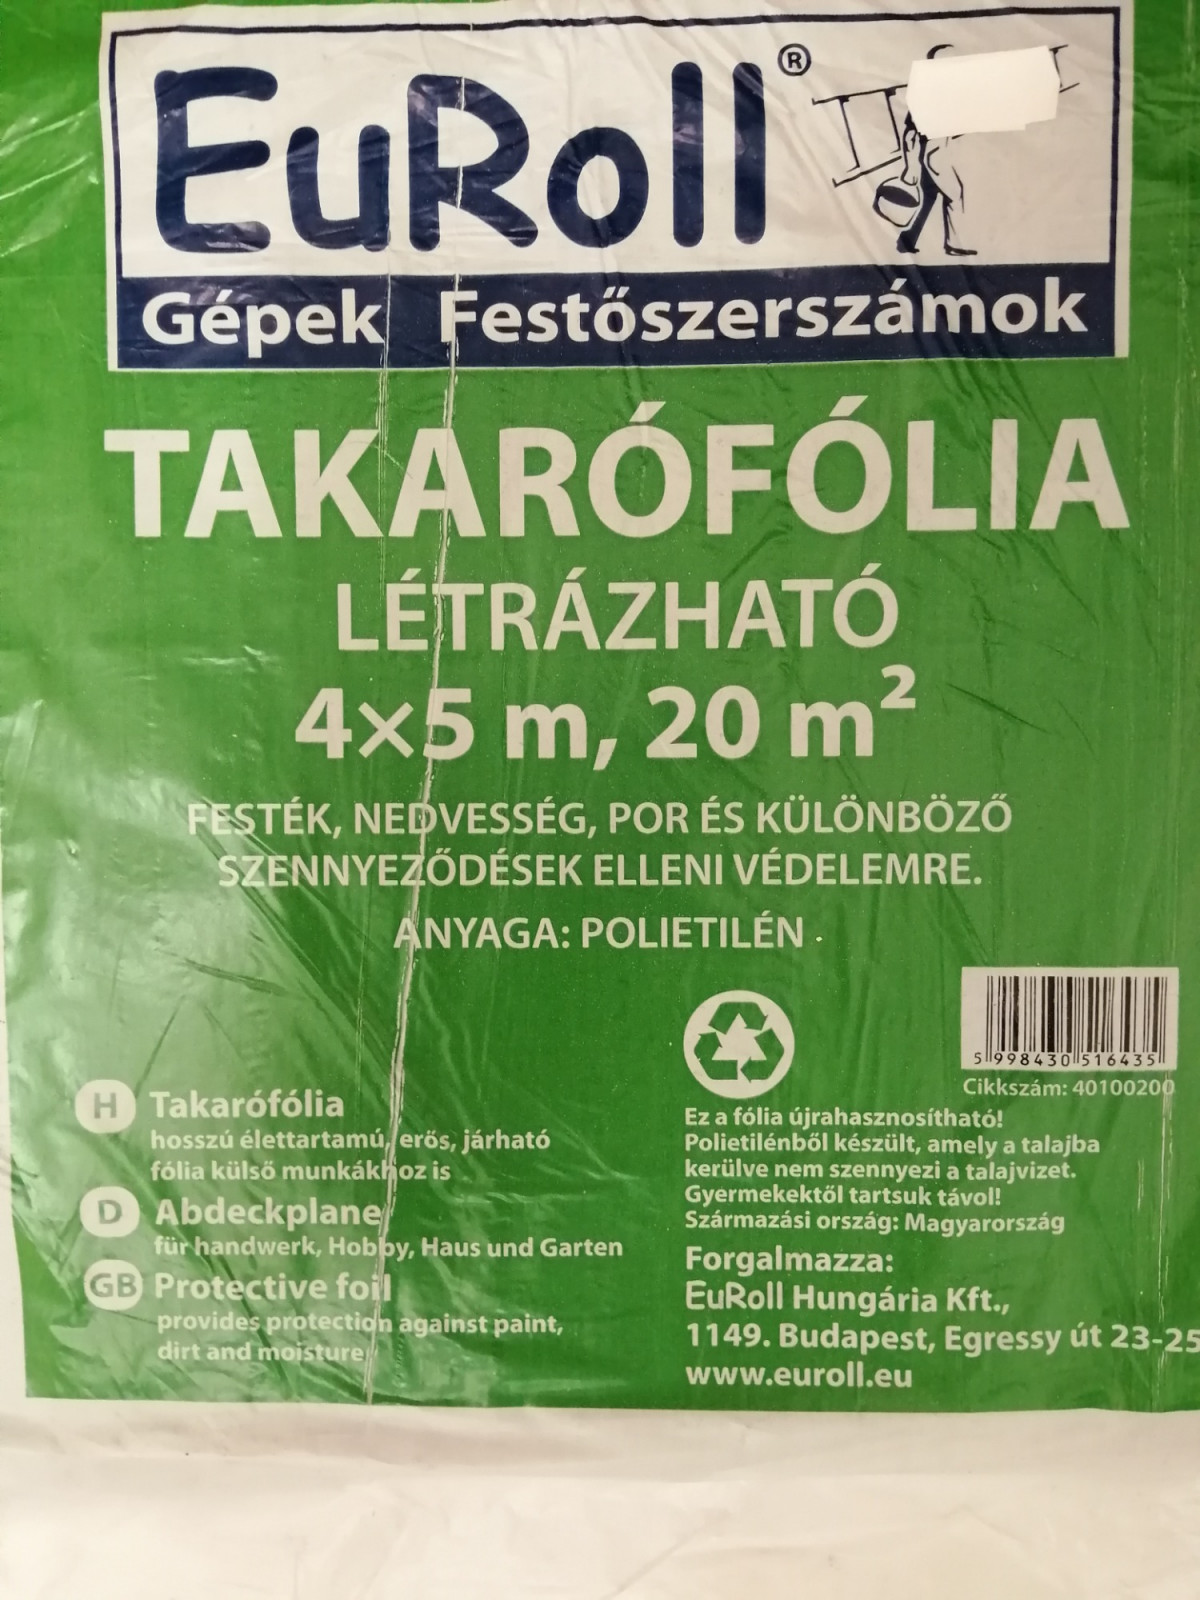 EuRoll®
Gépek Festőszerszámok
TAKARÓFÓLIA
LÉTRÁZHATÓ
4×5 m, 20 m²
FESTÉK, NEDVESSÉG, POR ÉS KÜLÖNBÖZŐ
SZENNYEZŐDÉSEK ELLENI VÉDELEMRE.
ANYAGA: POLIETILÉN .
5 998430 516435
Cikkszám: 40100200
H Takarófólia
hosszú élettartamú, erős, járható
fólia külső munkákhoz is
D Abdeckplane
für handwerk, Hobby, Haus und Garten
GB Protective foil
provides protection against paint,
dirt and moisture
Ez a fólia újrahasznosítható!
Polietilénből készült, amely a talajba
kerülve nem szennyezi a talajvizet.
Gyermekektől tartsuk távol!
Származási ország: Magyarország
Forgalmazza:
EuRoll Hungária Kft.,
1149. Budapest, Egressy út 23-25
www.euroll.eu